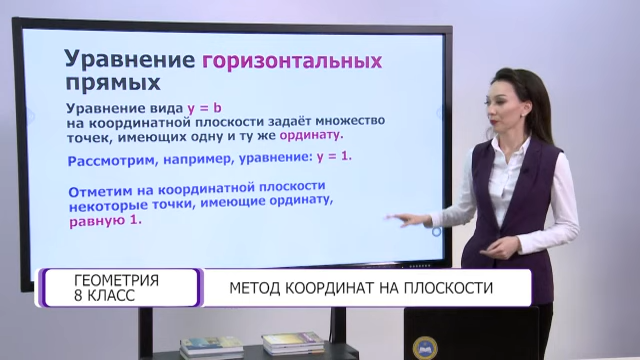 Уравнение горизонтальных
прямых
Уравнение вида y = b
на координатной плоскости задаёт множество
точек, имеющих одну и ту же ординату.
Рассмотрим, например, уравнение: y = 1.
Отметим на координатной плоскости
некоторые точки, имеющие ординату,
равную 1.
ГЕОМЕТРИЯ
8 КЛАСС
МЕТОД КООРДИНАТ НА ПЛОСКОСТИ